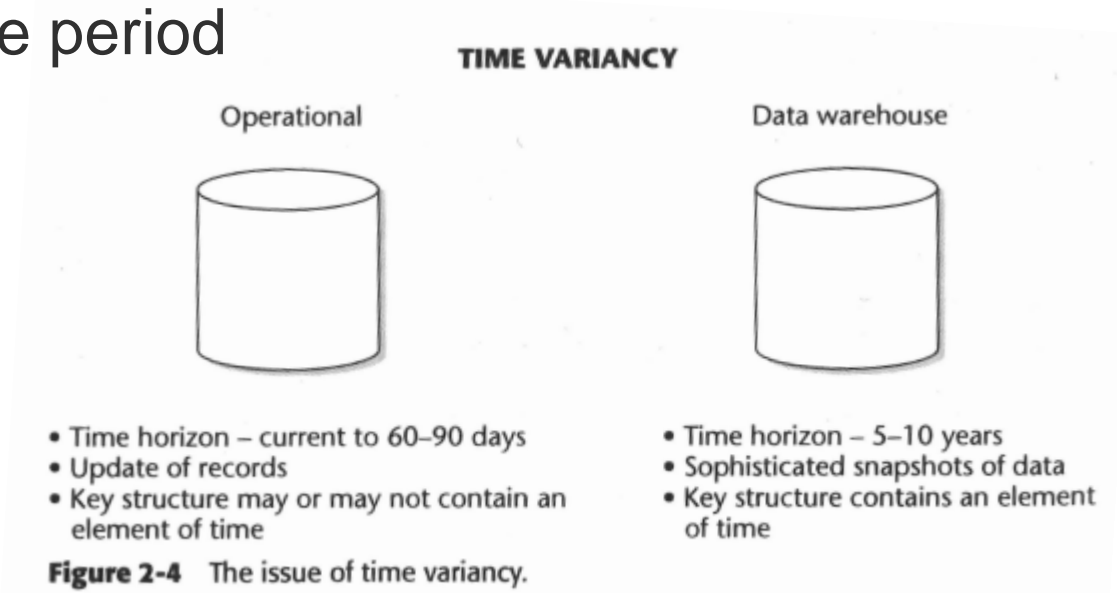 e period
TIME VARIANCY
Operational
Data warehouse
• Time horizon – current to 60–90 days
• Update of records
• Key structure may or may not contain an
element of time
• Time horizon – 5–10 years
• Sophisticated snapshots of data
• Key structure contains an element
of time
Figure 2-4 The issue of time variancy.